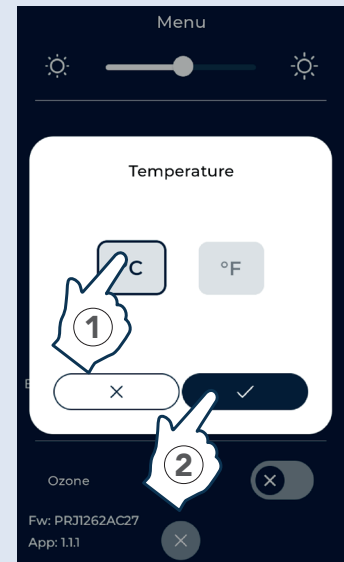 Menu
Temperature
°C
°F
1
2
Ozone
Fw: PRJ1262AC27
App: 1.1.1